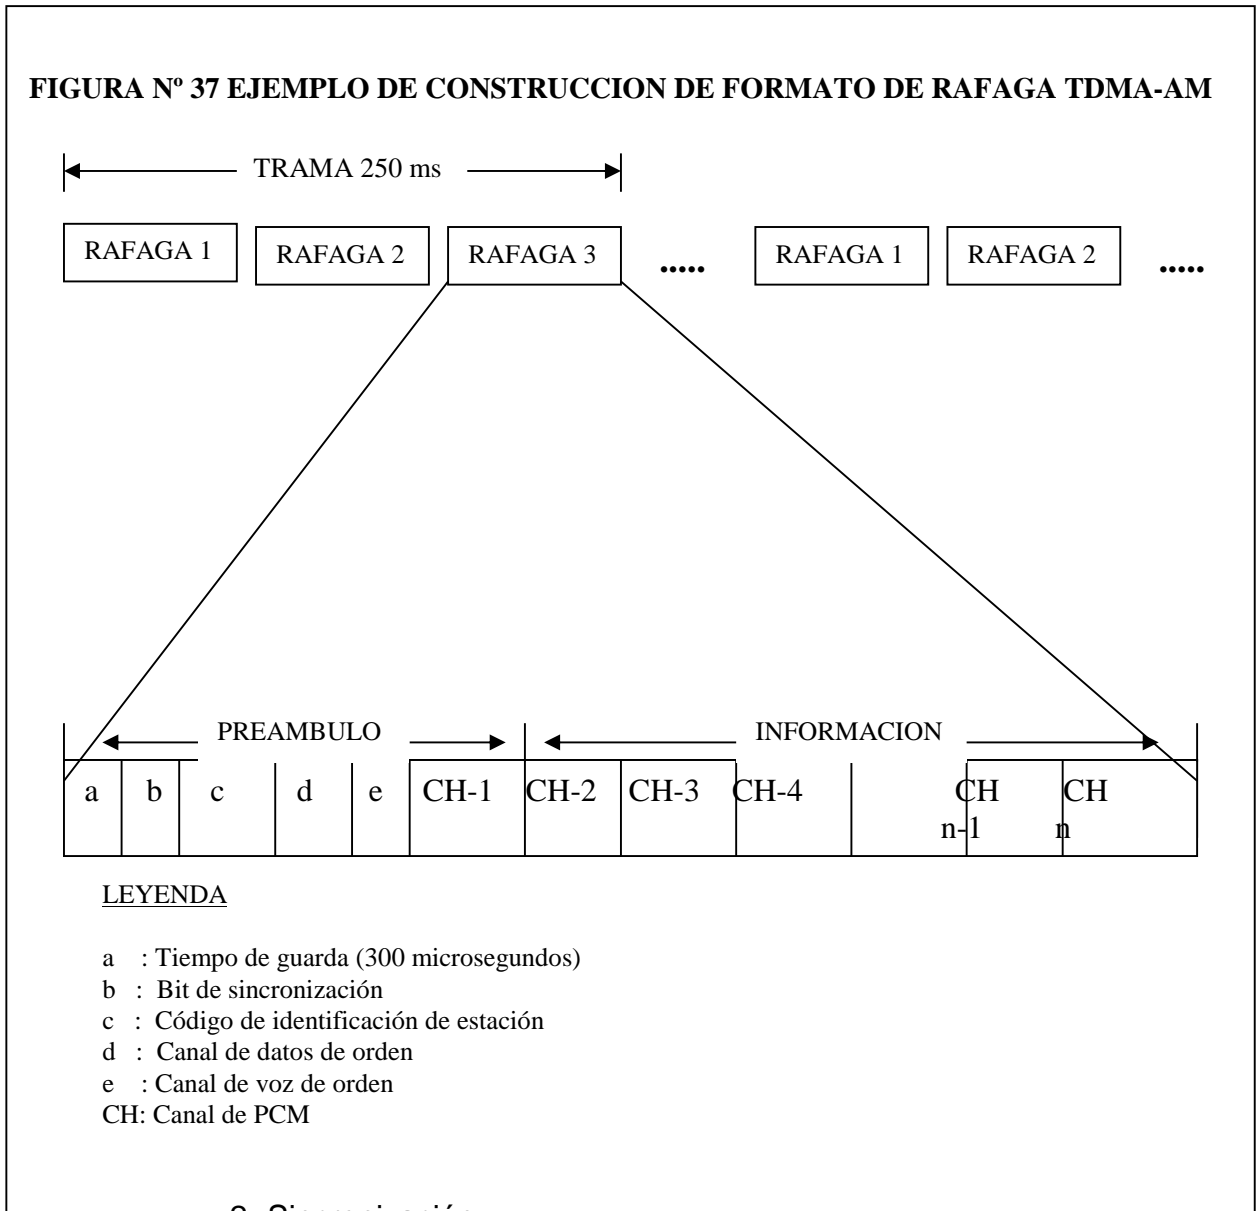 FIGURA Nº 37 EJEMPLO DE CONSTRUCCION DE FORMATO DE RAFAGA TDMA-AM
TRAMA 250 ms
RAFAGA 1 RAFAGA 2 RAFAGA 3 ..... RAFAGA 1 RAFAGA 2 .....
PREAMBULO INFORMACION
a b c d e CH-1 CH-2 CH-3 CH-4 CH CH
n-1 n
LEYENDA
a : Tiempo de guarda (300 microsegundos)
b : Bit de sincronización
c : Código de identificación de estación
d : Canal de datos de orden
e : Canal de voz de orden
CH: Canal de PCM
Sincronización